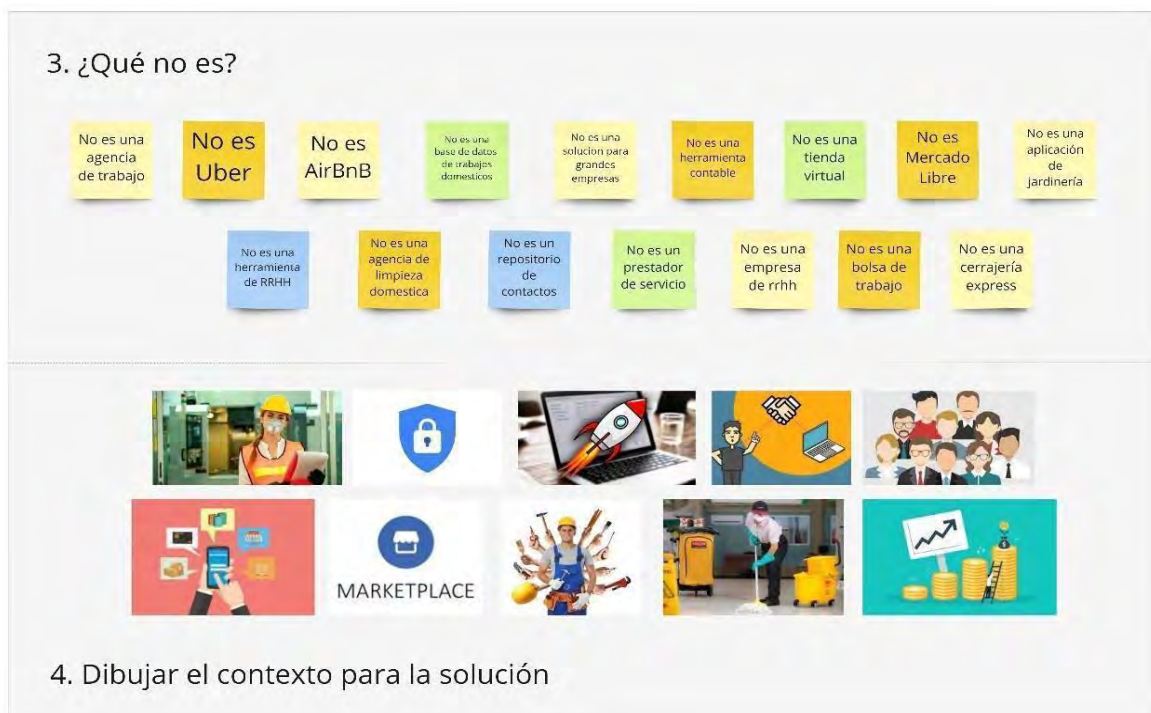 3. ¿Qué no es?
No es una
agencia
de trabajo
No es
Uber
No es
AirBnB
No es una
base de datos
de trabajos
domesticos
No es una
solucion para
grandes
empresas
No es una
herramienta
contable
No es una
tienda
virtual
No es
Mercado
Libre
No es una
aplicación
de
jardinería
No es una
herramienta
de RRHH
No es una
agencia de
limpieza
domestica
No es un
repositorio
de
contactos
No es un
prestador
de servicio
No es una
empresa
de rrhh
No es una
bolsa de
trabajo
No es una
cerrajería
express
MARKETPLACE
4. Dibujar el contexto para la solución